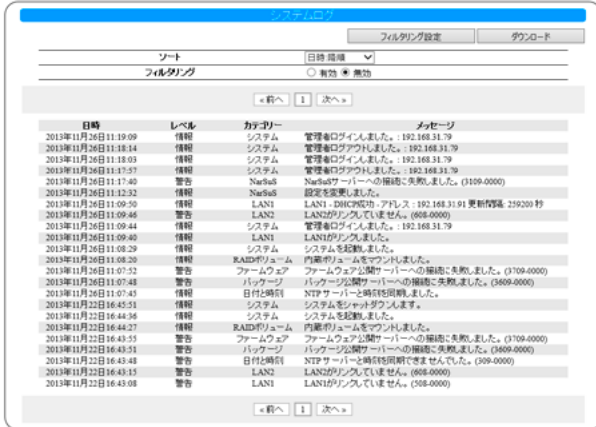 システムログ
フィルタリング設定 ダウンロード
ソート 日時:降順
フィルタリング 有効 無効
«前へ 1 次へ»
日時 レベル カテゴリー メッセージ
2013年11月26日11:19:09 情報 システム 管理者ログインしました。: 192.168.31.79
2013年11月26日11:18:14 情報 システム 管理者ログアウトしました。: 192.168.31.79
2013年11月26日11:18:03 情報 システム 管理者ログインしました。: 192.168.31.79
2013年11月26日11:17:57 情報 システム 管理者ログアウトしました。: 192.168.31.79
2013年11月26日11:17:40 警告 NarSuS NarSuSサーバーへの接続に失敗しました。(3109-0000)
2013年11月26日11:12:32 情報 NarSuS 設定を変更しました。
2013年11月26日11:09:50 情報 LAN1 LAN1 - DHCP成功 - アドレス : 192.168.31.91 更新間隔: 259200 秒
2013年11月26日11:09:46 警告 LAN2 LAN2がリンクしていません。(608-0000)
2013年11月26日11:09:44 情報 システム 管理者ログインしました。: 192.168.31.79
2013年11月26日11:09:40 情報 LAN1 LAN1がリンクしました。
2013年11月26日11:08:29 情報 システム システムを起動しました。
2013年11月26日11:08:20 情報 RAIDボリューム 内蔵ボリュームをマウントしました。
2013年11月26日11:07:52 警告 ファームウェア ファームウェア公開サーバーへの接続に失敗しました。(3709-0000)
2013年11月26日11:07:48 警告 パッケージ パッケージ公開サーバーへの接続に失敗しました。(3609-0000)
2013年11月26日11:07:45 情報 日付と時刻 NTP サーバーと時刻を同期しました。
2013年11月22日16:45:51 情報 システム システムをシャットダウンします。
2013年11月22日16:44:36 情報 システム システムを起動しました。
2013年11月22日16:44:27 情報 RAIDボリューム 内蔵ボリュームをマウントしました。
2013年11月22日16:43:55 警告 ファームウェア ファームウェア公開サーバーへの接続に失敗しました。(3709-0000)
2013年11月22日16:43:51 警告 パッケージ パッケージ公開サーバーへの接続に失敗しました。(3609-0000)
2013年11月22日16:43:48 警告 日付と時刻 NTP サーバーと時刻を同期できませんでした。(309-0000)
2013年11月22日16:43:15 警告 LAN2 LAN2がリンクしていません。(608-0000)
2013年11月22日16:43:08 警告 LAN1 LAN1がリンクしていません。(508-0000)
«前へ 1 次へ»